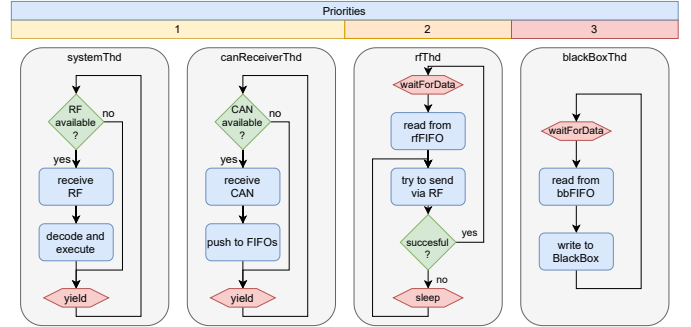 Priorities
1
2
3
systemThd
RF
available
?
no
yes
receive
RF
decode and
execute
yield
canReceiverThd
CAN
available
?
no
yes
receive
CAN
push to FIFOs
yield
rfThd
waitForData
read from
rfFIFO
try to send
via RF
succesful
?
yes
no
sleep
blackBoxThd
waitForData
read from
bbFIFO
write to
BlackBox